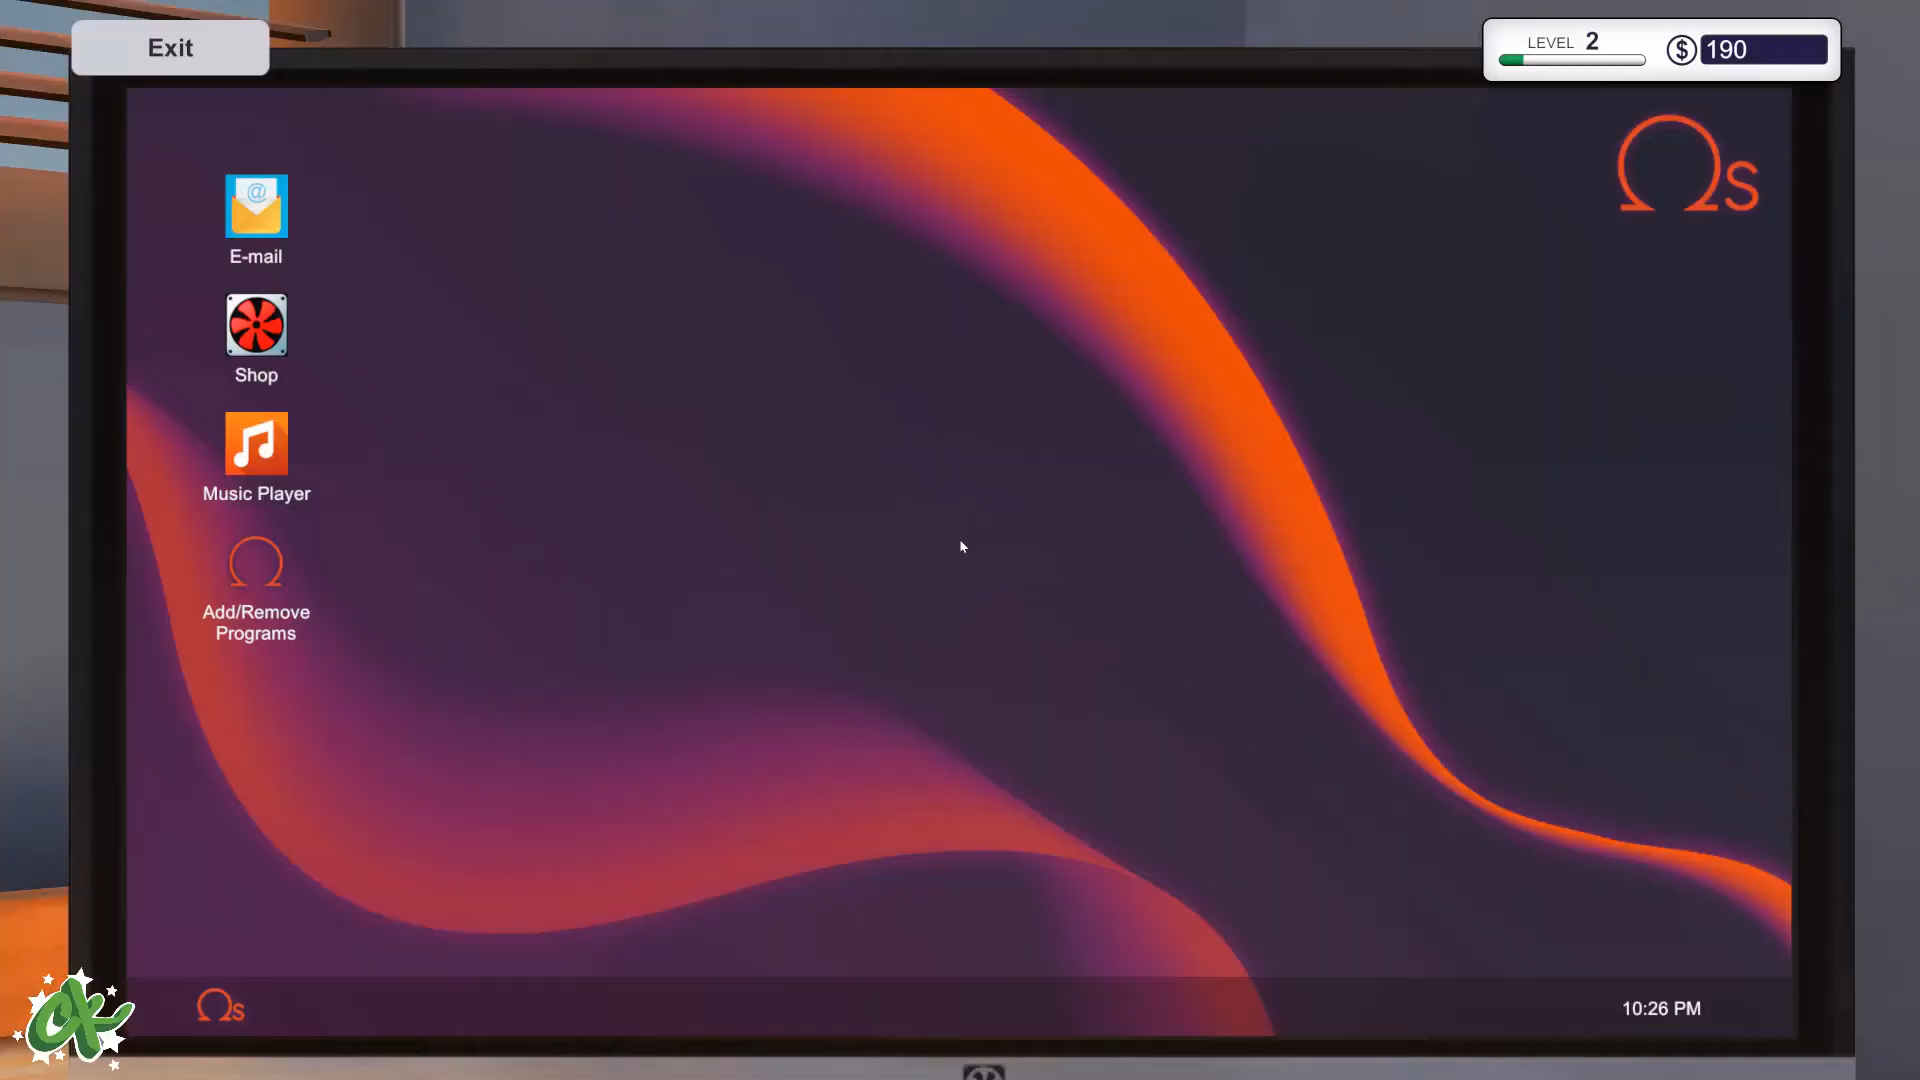 Exit
LEVEL 2
$ 190
Ωs
E-mail
Shop
Music Player
Add/Remove
Programs
Ωs
10:26 PM